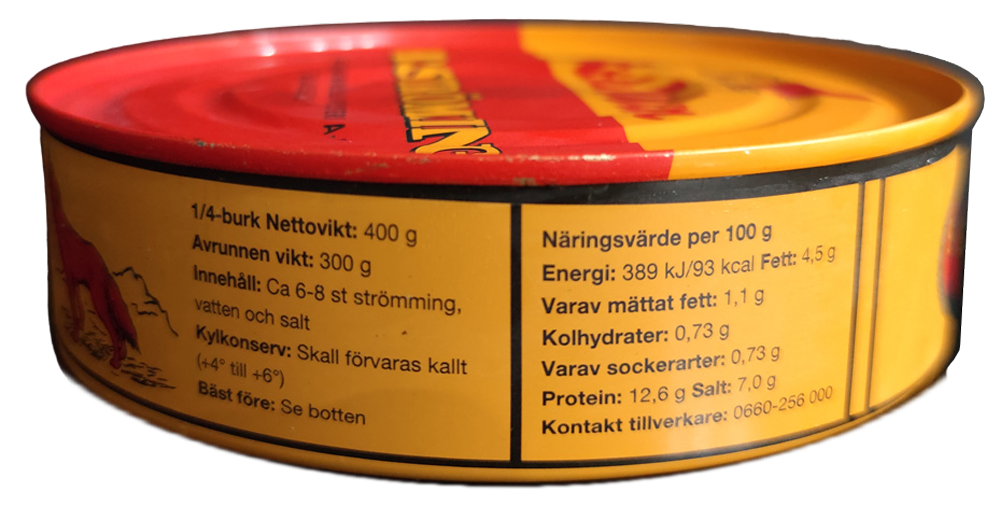 1/4-burk Nettovikt: 400 g
Avrunnen vikt: 300 g
Innehåll: Ca 6-8 st strömming,
vatten och salt
Kylkonserv: Skall förvaras kallt
(+4° till +6°)
Bäst före: Se botten
Näringsvärde per 100 g
Energi: 389 kJ/93 kcal Fett: 4,5 g
Varav mättat fett: 1,1 g
Kolhydrater: 0,73 g
Varav sockerarter: 0,73 g
Protein: 12,6 g Salt: 7,0 g
Kontakt tillverkare: 0660-256 000